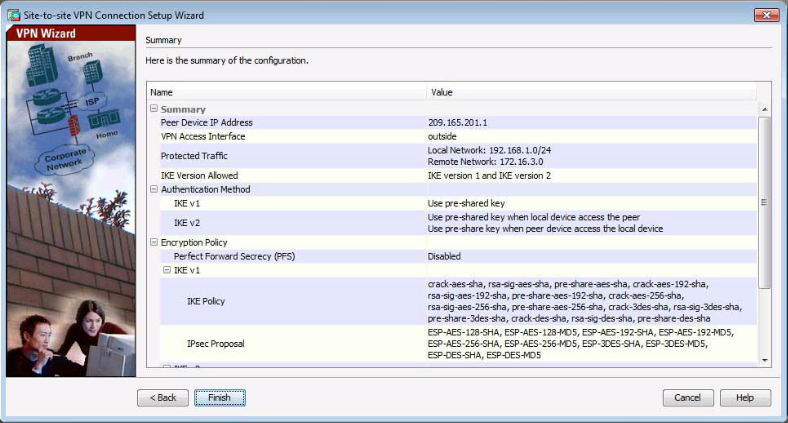 Site-to-site VPN Connection Setup Wizard
VPN Wizard
Branch
ISP
Home
Corporate
Network
Summary
Here is the summary of the configuration.
Name Value
Summary
Peer Device IP Address 209.165.201.1
VPN Access Interface outside
Protected Traffic Local Network: 192.168.1.0/24
Remote Network: 172.16.3.0
IKE Version Allowed IKE version 1 and IKE version 2
Authentication Method
IKE v1 Use pre-shared key
IKE v2 Use pre-shared key when local device access the peer
Use pre-share key when peer device access the local device
Encryption Policy
Perfect Forward Secrecy (PFS) Disabled
IKE v1
IKE Policy crack-aes-sha, rsa-sig-aes-sha, pre-share-aes-sha, crack-aes-192-sha,
rsa-sig-aes-192-sha, pre-share-aes-192-sha, crack-aes-256-sha,
rsa-sig-aes-256-sha, pre-share-aes-256-sha, crack-3des-sha, rsa-sig-3des-sha,
pre-share-3des-sha, crack-des-sha, rsa-sig-des-sha, pre-share-des-sha
IPsec Proposal ESP-AES-128-SHA, ESP-AES-128-MD5, ESP-AES-192-SHA, ESP-AES-192-MD5,
ESP-AES-256-SHA, ESP-AES-256-MD5, ESP-3DES-SHA, ESP-3DES-MD5,
ESP-DES-SHA, ESP-DES-MD5
< Back Finish Cancel Help